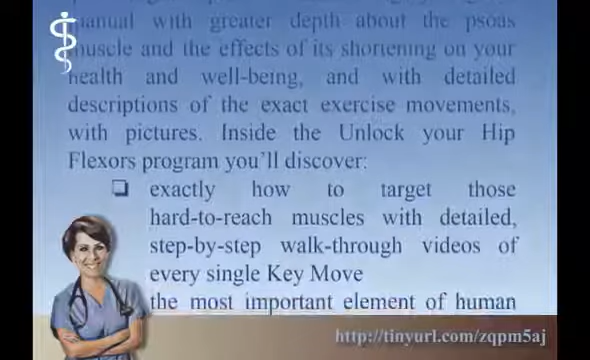 manual with greater depth about the psoas
muscle and the effects of its shortening on your
health and well-being, and with detailed
descriptions of the exact exercise movements,
with pictures. Inside the Unlock your Hip
Flexors program you'll discover:
❑ exactly how to target those
hard-to-reach muscles with detailed,
step-by-step walk-through videos of
every single Key Move
the most important element of human
http://tinyurl.com/zqpm5aj